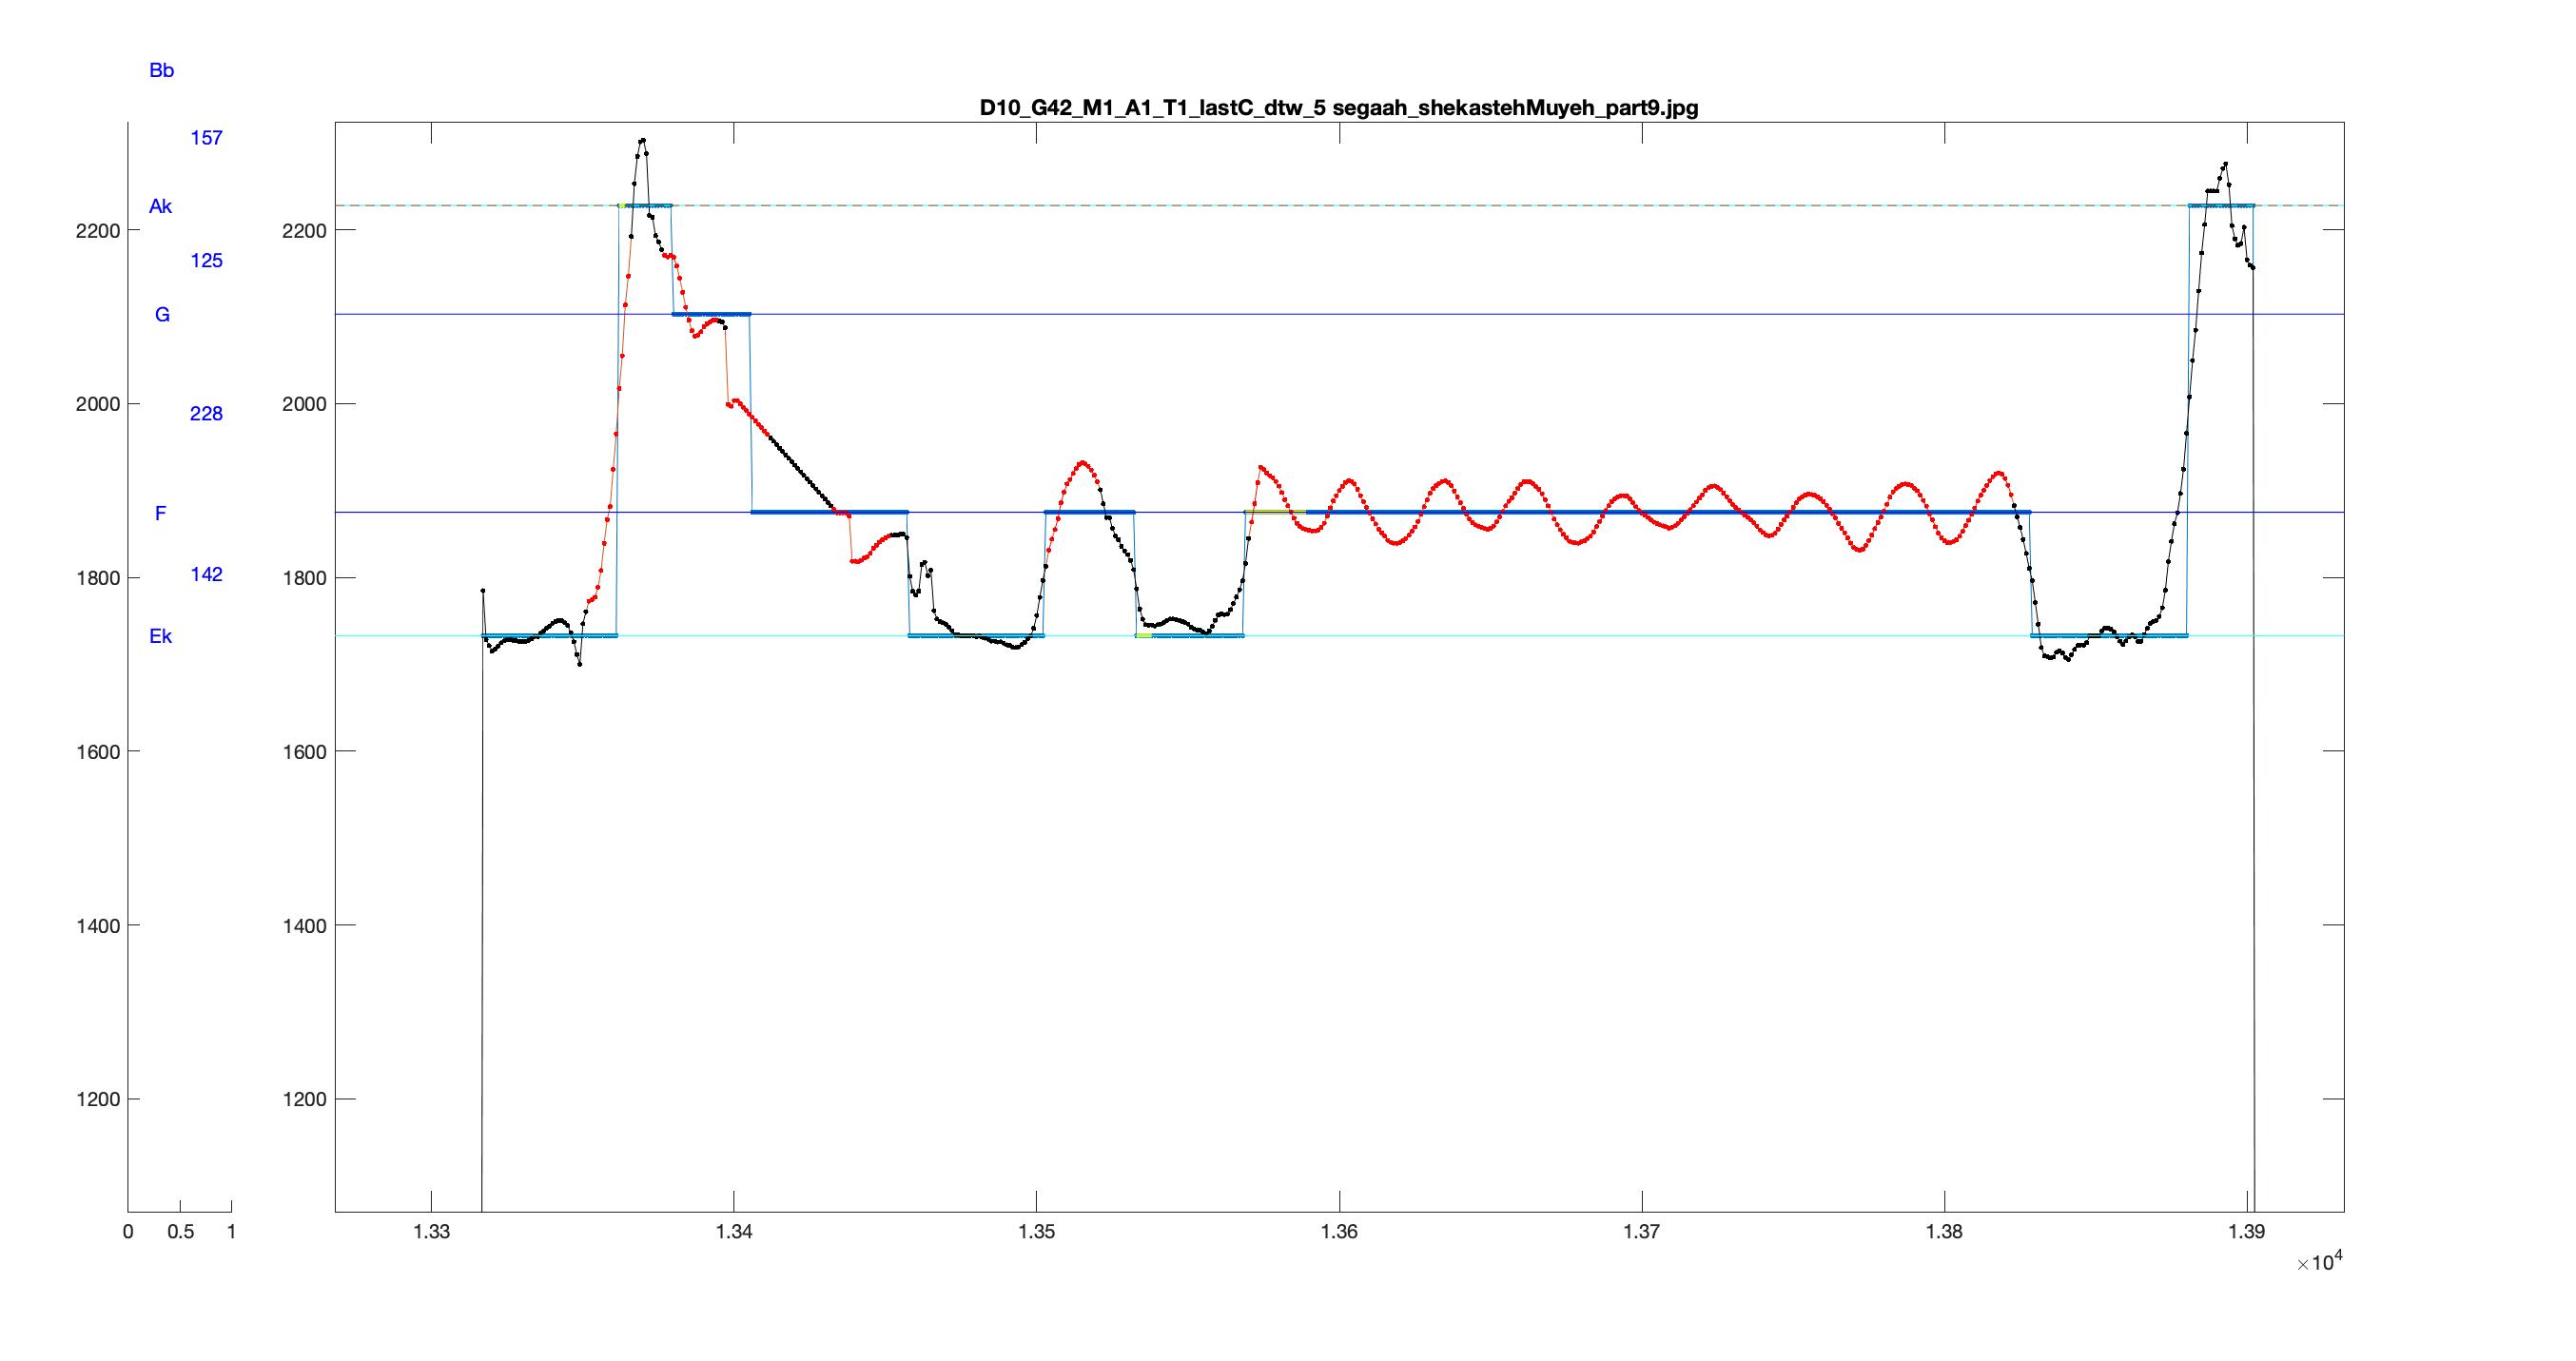 Bb
D10_G42_M1_A1_T1_lastC_dtw_5 segaah_shekastehMuyeh_part9.jpg
157
Ak
2200 2200
125
G
2000 2000
228
F
1800 1800
142
Ek
1600 1600
1400 1400
1200 1200
0 0.5 1 1.33 1.34 1.35 1.36 1.37 1.38 1.39
×10^4